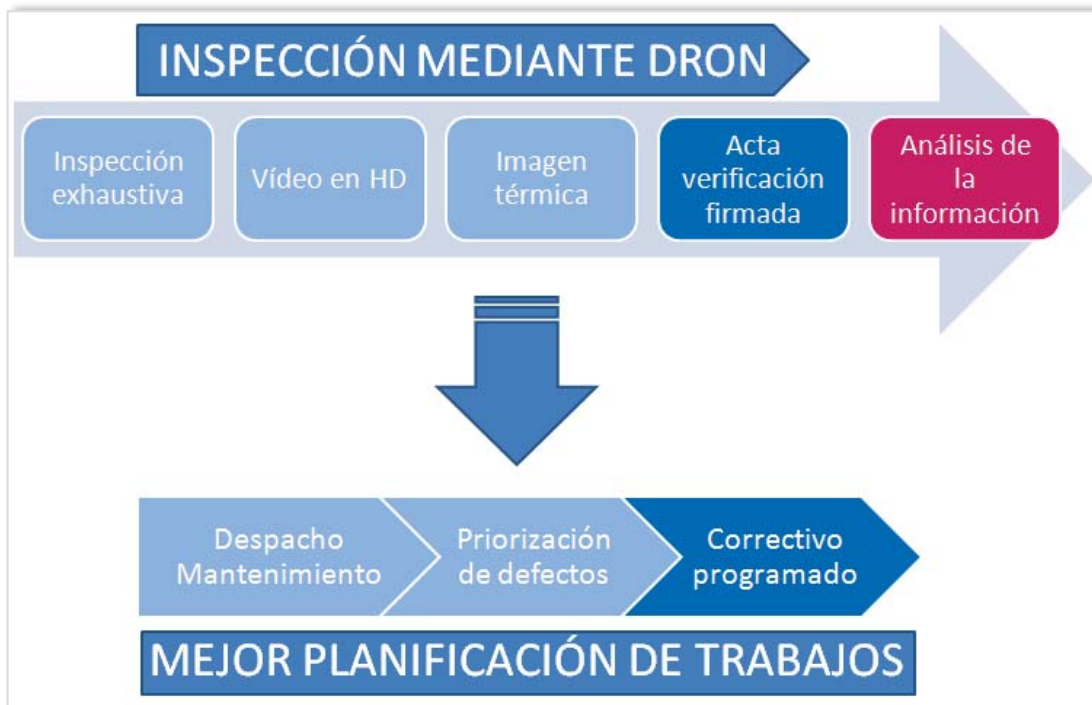 INSPECCIÓN MEDIANTE DRON
Inspección
exhaustiva
Vídeo en HD
Imagen
térmica
Acta
verificación
firmada
Análisis de
la
información
Despacho
Mantenimiento
Priorización
de defectos
Correctivo
programado
MEJOR PLANIFICACIÓN DE TRABAJOS